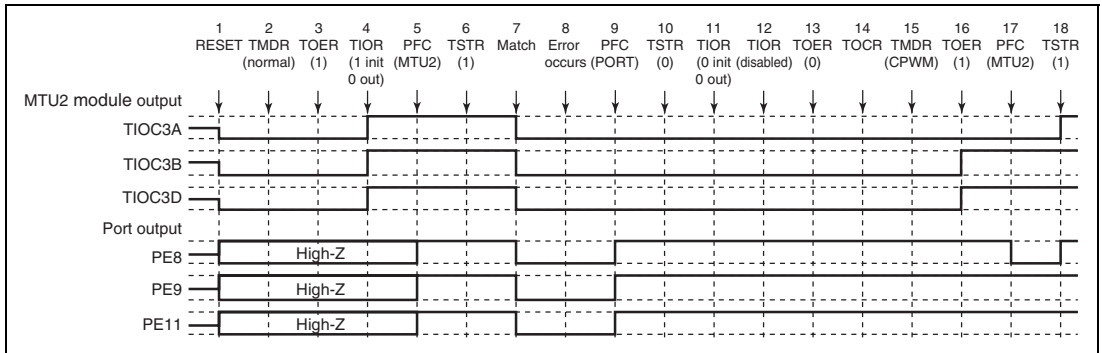 1 2 3 4 5 6 7 8 9 10 11 12 13 14 15 16 17 18
RESET TMDR TOER TIOR PFC TSTR Match Error PFC TSTR TIOR TIOR TOER TOCR TMDR TOER PFC TSTR
(normal) (1) (1 init (MTU2) (1) occurs (PORT) (0) (0 init (disabled) (0) (CPWM) (1) (MTU2) (1)
0 out) 0 out)
MTU2 module output
TIOC3A
TIOC3B
TIOC3D
Port output
PE8 High-Z
PE9 High-Z
PE11 High-Z